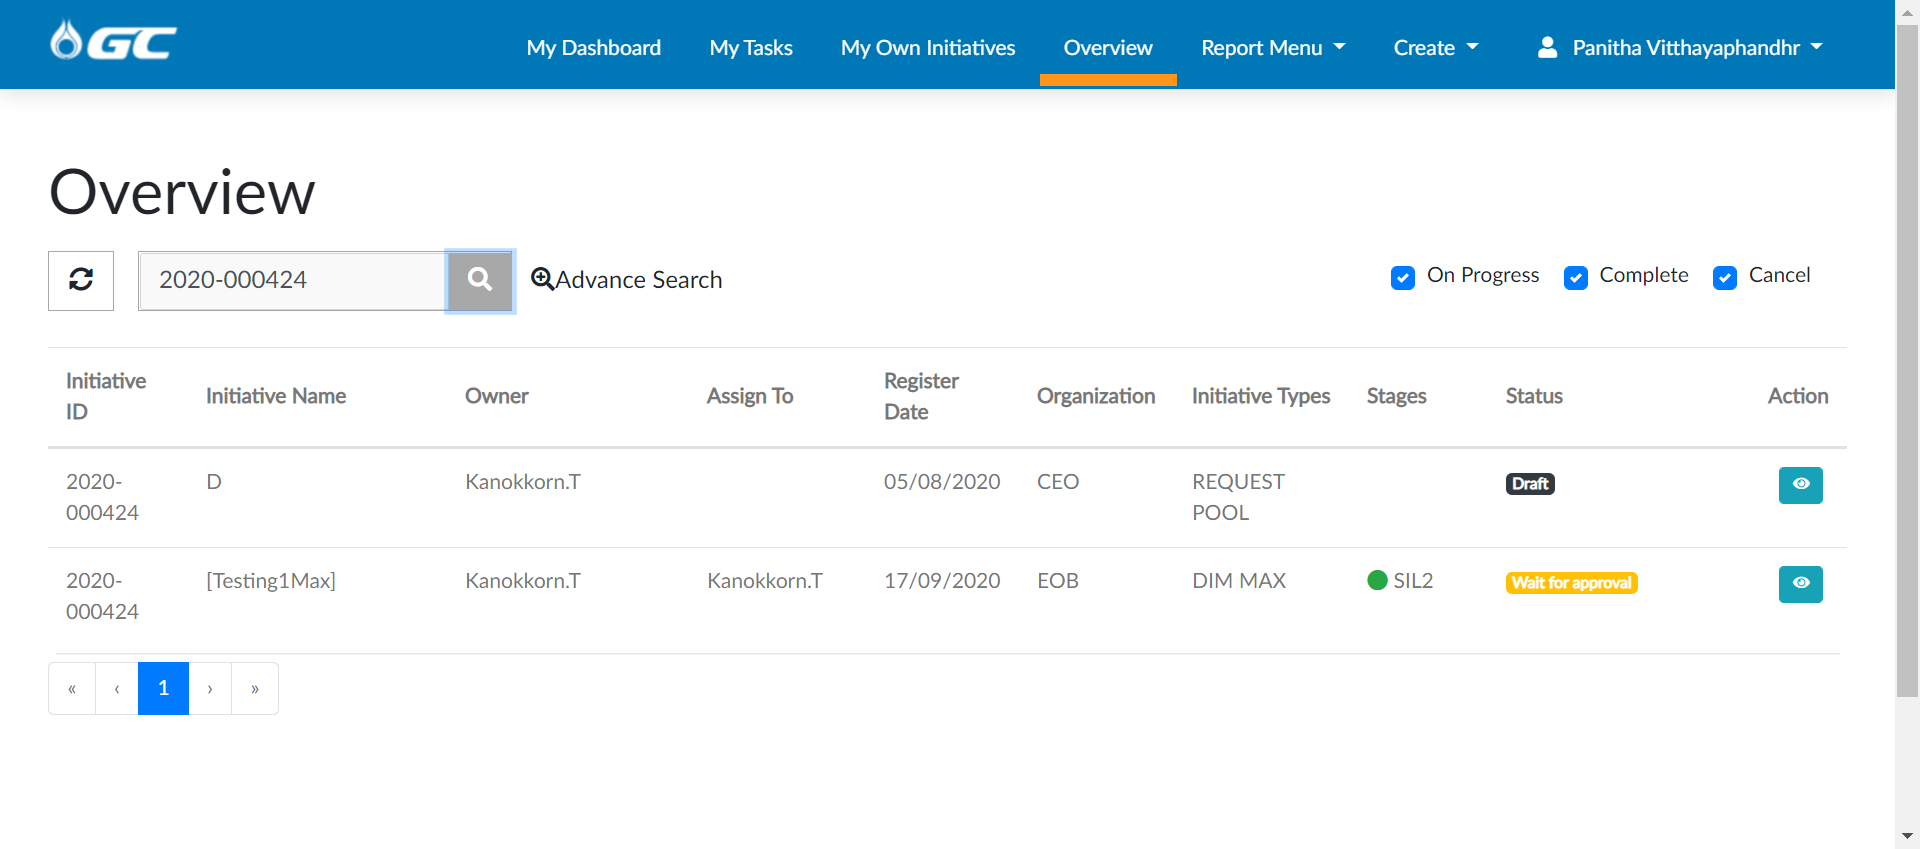 GC
My Dashboard
My Tasks
My Own Initiatives
Overview
Report Menu
Create
Panitha Vitthayaphandhr
Overview
2020-000424
Advance Search
On Progress
Complete
Cancel
Initiative ID
Initiative Name
Owner
Assign To
Register Date
Organization
Initiative Types
Stages
Status
Action
2020-000424
D
Kanokkorn.T
05/08/2020
CEO
REQUEST POOL
Draft
2020-000424
[Testing1Max]
Kanokkorn.T
Kanokkorn.T
17/09/2020
EOB
DIM MAX
SIL2
Wait for approval
« ‹ 1 › »